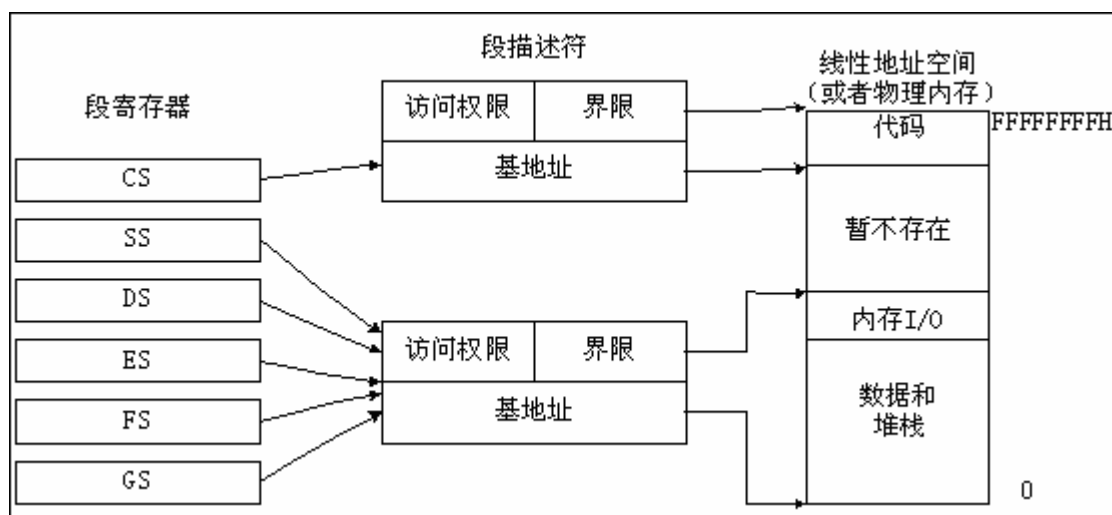 段描述符
线性地址空间
（或者物理内存）
段寄存器
访问权限
界限
基地址
代码
FFFFFFFFH
暂不存在
CS
SS
DS
ES
FS
GS
访问权限
界限
基地址
内存I/O
数据和
堆栈
0